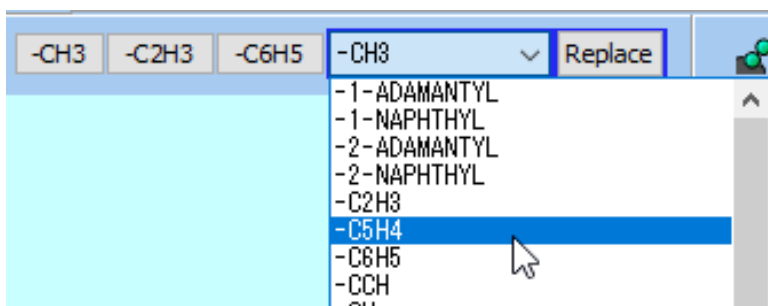 -CH3 -C2H3 -C6H5 -CH3 Replace
-1-ADAMANTYL
-1-NAPHTHYL
-2-ADAMANTYL
-2-NAPHTHYL
-C2H3
-C5H4
-C6H5
-CCH